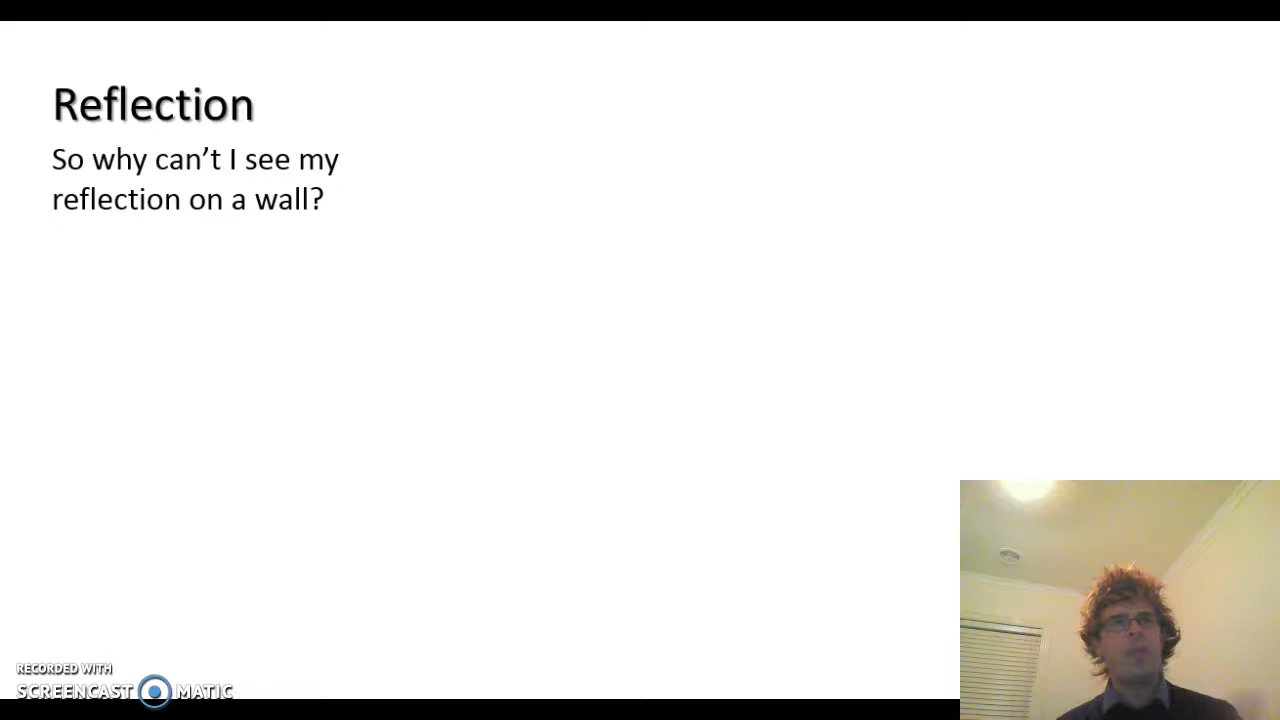 Reflection
So why can’t I see my
reflection on a wall?
RECORDED WITH
SCREENCAST MATIC